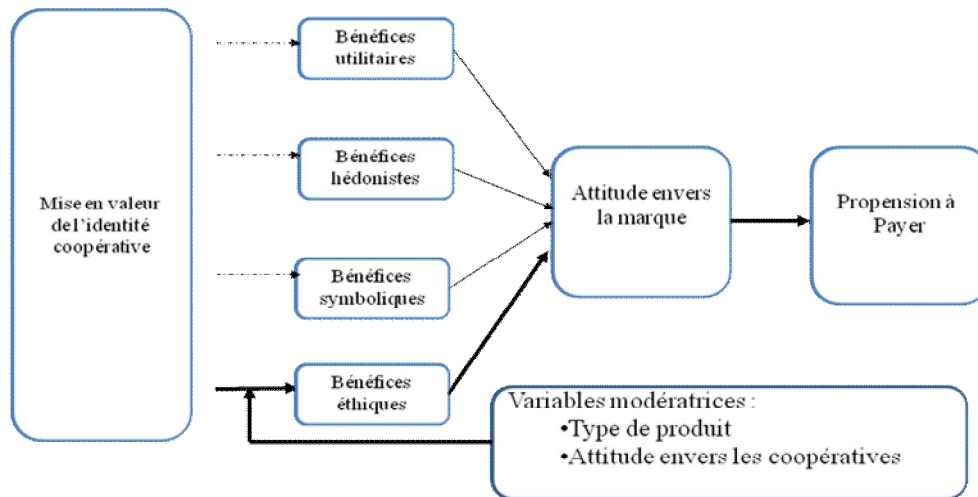 Mise en valeur
de l'identité
coopérative
Bénéfices
utilitaires
Bénéfices
hédonistes
Bénéfices
symboliques
Bénéfices
éthiques
Attitude envers
la marque
Propension à
Payer
Variables modératrices :
•Type de produit
•Attitude envers les coopératives